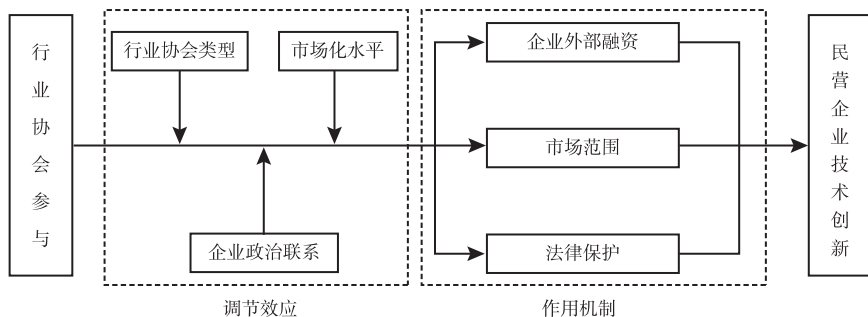 行业协会参与
行业协会类型
市场化水平
企业政治联系
调节效应
企业外部融资
市场范围
法律保护
作用机制
民营企业技术创新